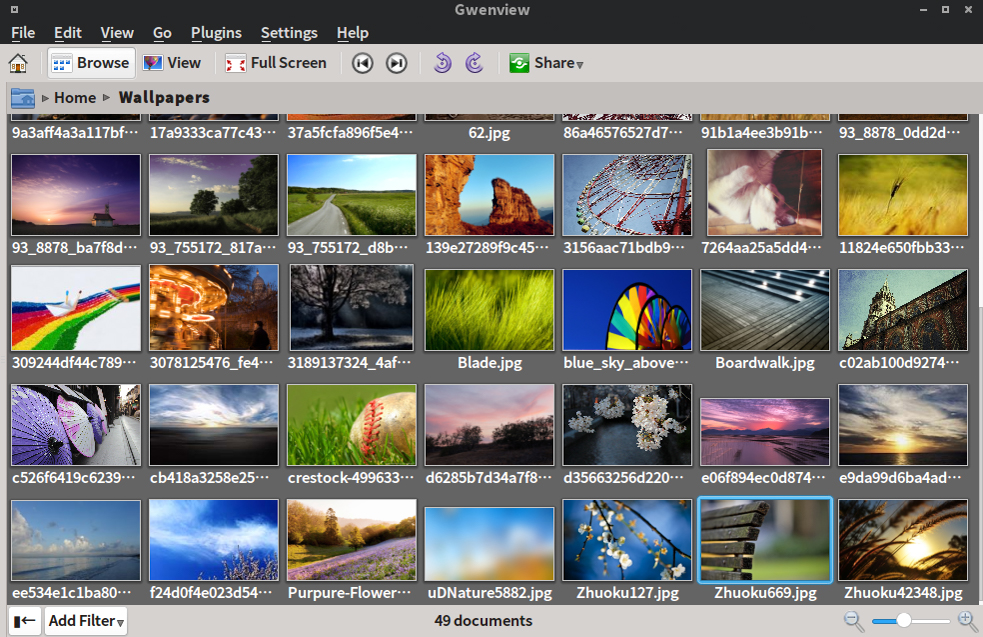 Gwenview
File Edit View Go Plugins Settings Help
Browse View Full Screen Share
Home Wallpapers
9a3aff4a3a117bf··· 17a9333ca77c43··· 37a5fcfa896f5e4··· 62.jpg 86a46576527d7··· 91b1a4ee3b91b··· 93_8878_0dd2d···
93_8878_ba7f8d··· 93_755172_817a··· 93_755172_d8b··· 139e27289f9c45··· 3156aac71bdb9··· 7264aa25a5dd4··· 11824e650fbb33···
309244df44c789··· 3078125476_fe4··· 3189137324_4af··· Blade.jpg blue_sky_above··· Boardwalk.jpg c02ab100d9274···
c526f6419c6239··· cb418a3258e25··· crestock-499633··· d6285b7d34a7f8··· d35663256d220··· e06f894ec0d874··· e9da99d6ba4ad···
ee534e1c1ba80··· f24d0f4e023d54··· Purpure-Flower··· uDNature5882.jpg Zhuoku127.jpg Zhuoku669.jpg Zhuoku42348.jpg
Add Filter 49 documents